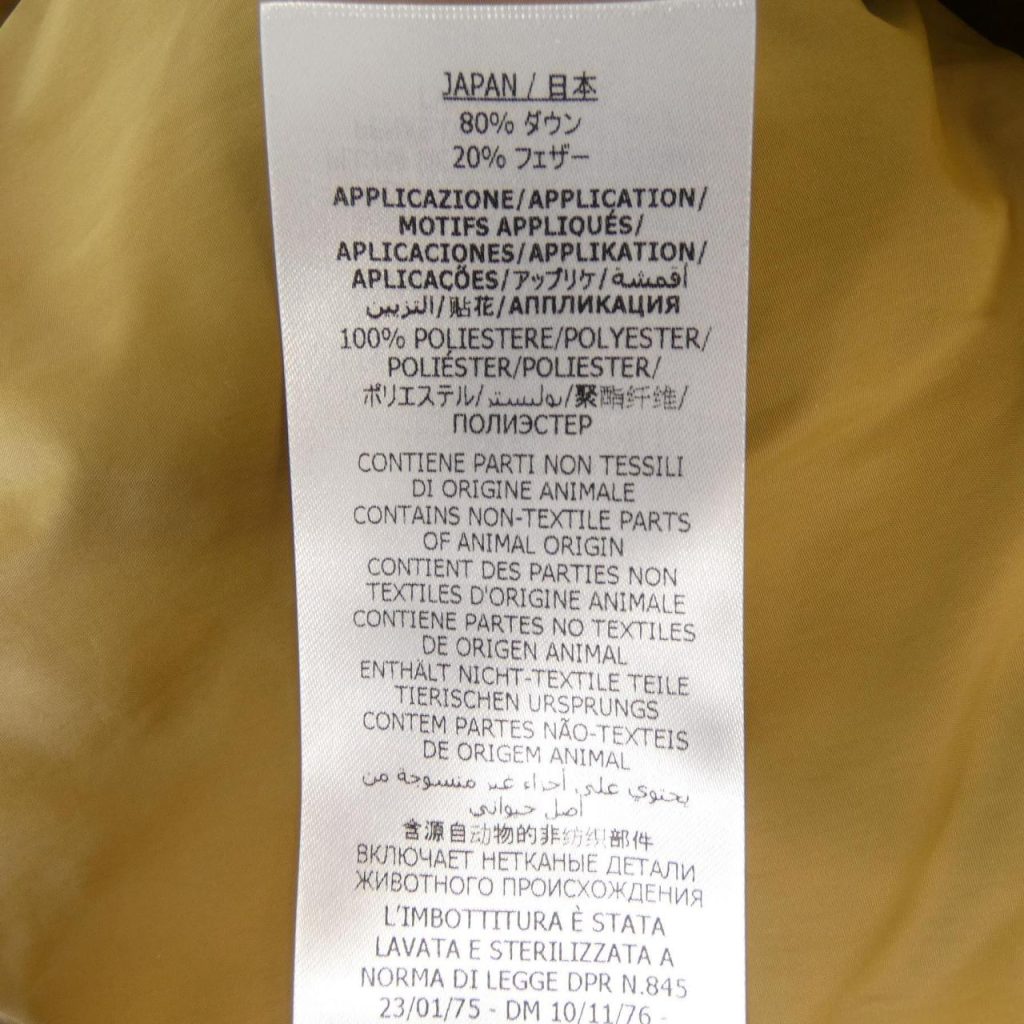 JAPAN / 日本
80% ダウン
20% フェザー
APPLICAZIONE/APPLICATION/
MOTIFS APPLIQUÉS/
APLICACIONES/APPLIKATION/
APLICAÇÕES/アップリケ/أقمشة
التزيين/贴花/АППЛИКАЦИЯ
100% POLIESTERE/POLYESTER/
POLIÉSTER/POLIESTER/
ポリエステル/بوليستر/聚酯纤维/
ПОЛИЭСТЕР
CONTIENE PARTI NON TESSILI
DI ORIGINE ANIMALE
CONTAINS NON-TEXTILE PARTS
OF ANIMAL ORIGIN
CONTIENT DES PARTIES NON
TEXTILES D'ORIGINE ANIMALE
CONTIENE PARTES NO TEXTILES
DE ORIGEN ANIMAL
ENTHÄLT NICHT-TEXTILE TEILE
TIERISCHEN URSPRUNGS
CONTEM PARTES NÃO-TEXTEIS
DE ORIGEM ANIMAL
يحتوي على أجزاء غير منسوجة من
أصل حيواني
含源自动物的非纺织部件
ВКЛЮЧАЕТ НЕТКАНЫЕ ДЕТАЛИ
ЖИВОТНОГО ПРОИСХОЖДЕНИЯ
L'IMBOTTITURA È STATA
LAVATA E STERILIZZATA A
NORMA DI LEGGE DPR N.845
23/01/75 - DM 10/11/76 -